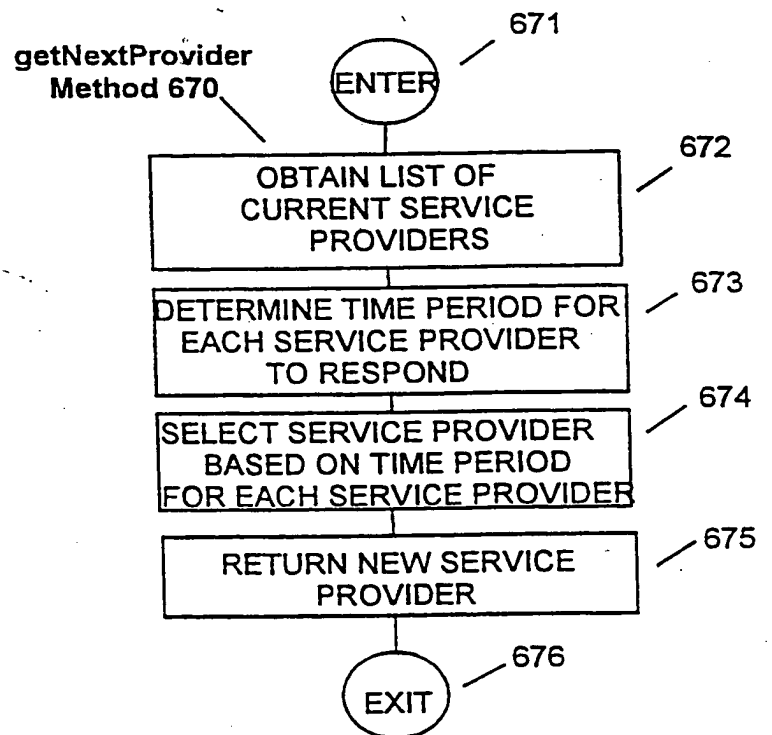 671
getNextProvider
Method 670
ENTER
672
OBTAIN LIST OF
CURRENT SERVICE
PROVIDERS
673
DETERMINE TIME PERIOD FOR
EACH SERVICE PROVIDER
TO RESPOND
674
SELECT SERVICE PROVIDER
BASED ON TIME PERIOD
FOR EACH SERVICE PROVIDER
675
RETURN NEW SERVICE
PROVIDER
676
EXIT